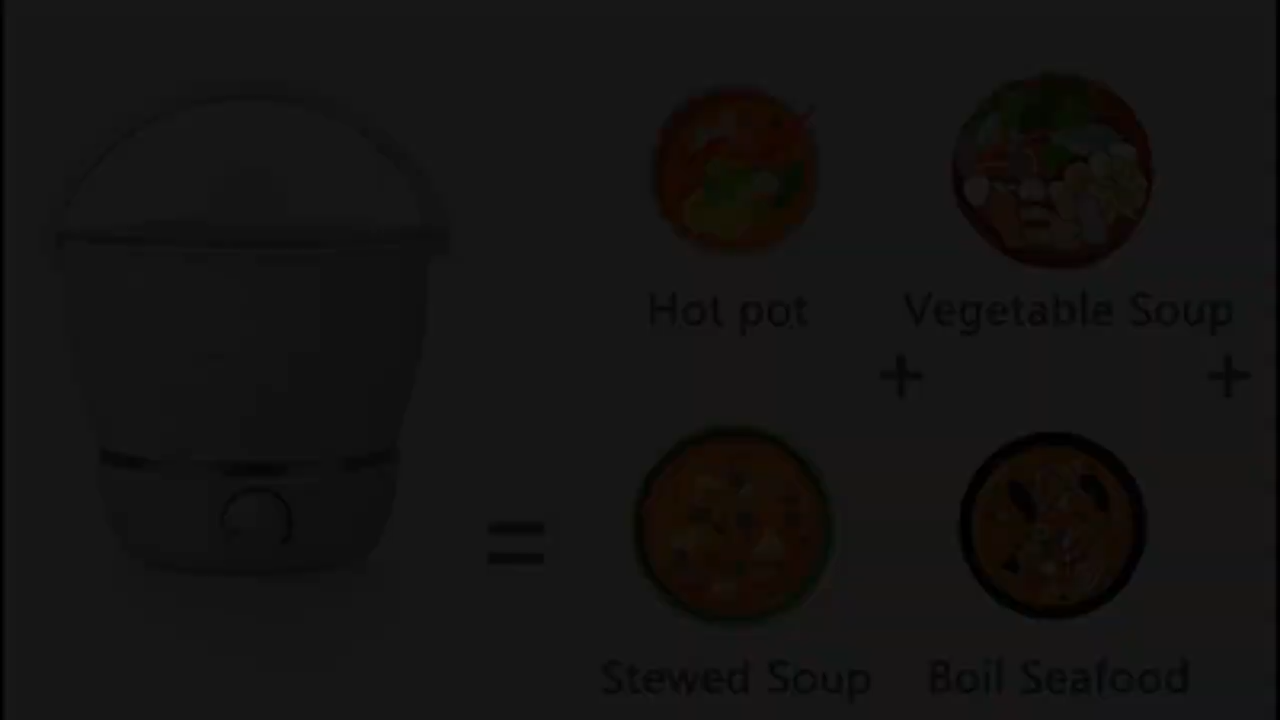 Hot pot
Vegetable Soup
+
+
=
Stewed Soup
Boil Seafood